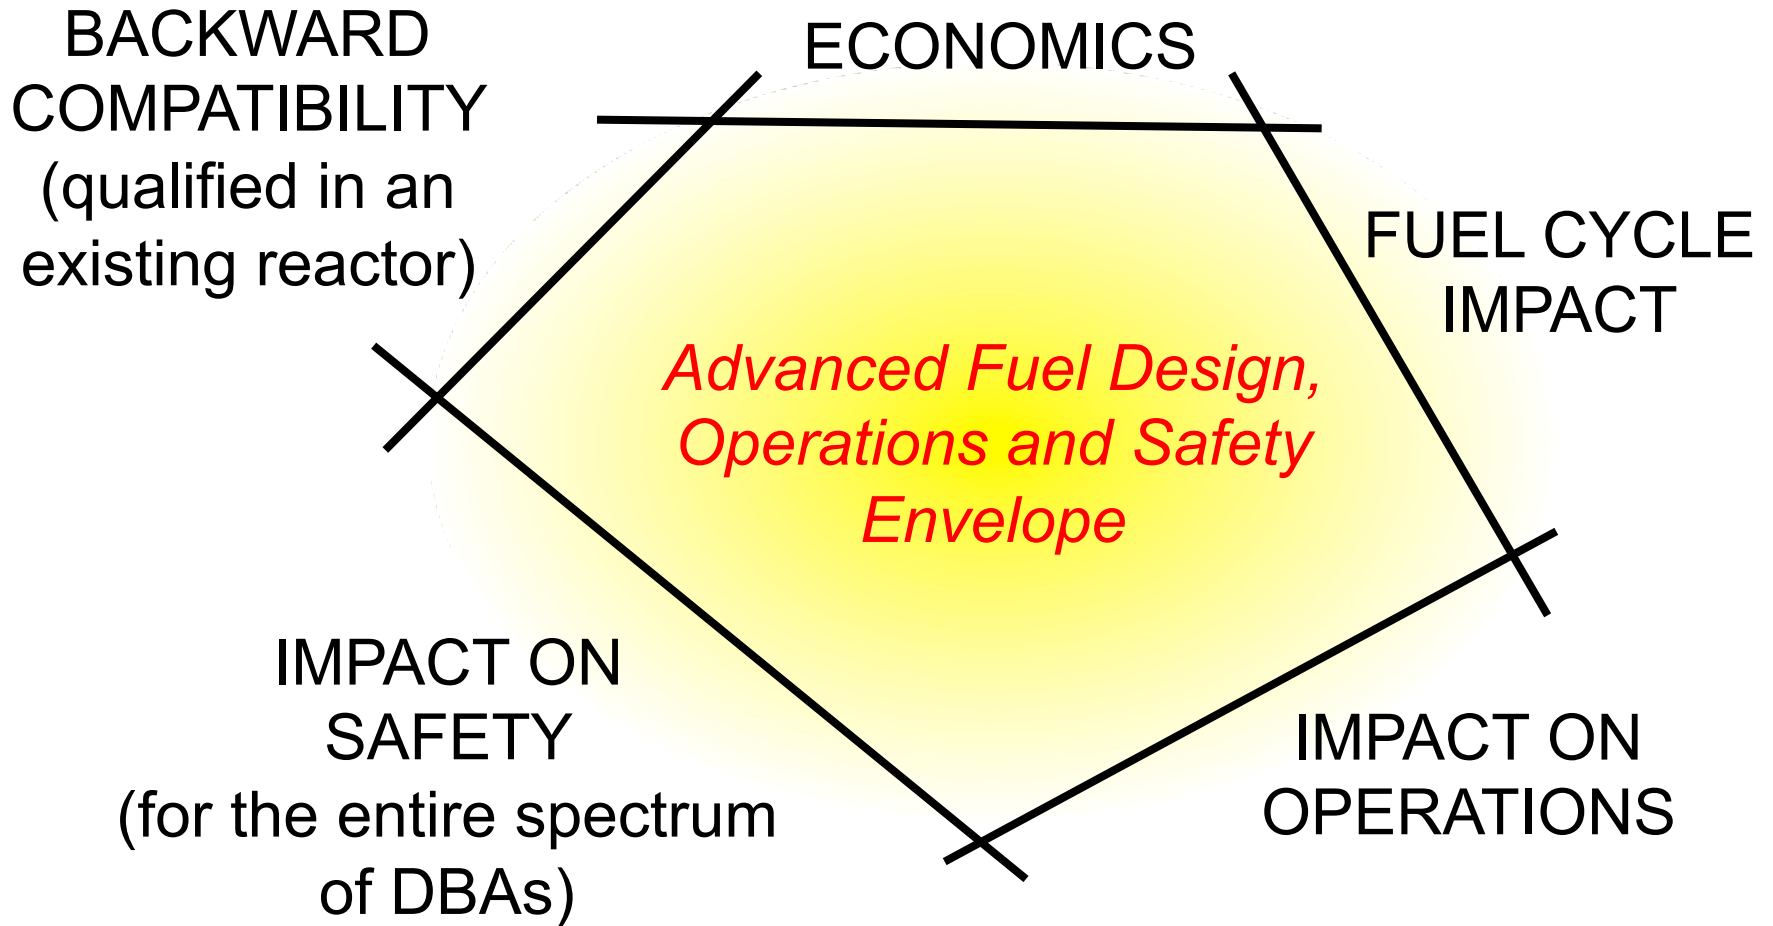 BACKWARD
COMPATIBILITY
(qualified in an
existing reactor)
ECONOMICS
FUEL CYCLE
IMPACT
Advanced Fuel Design,
Operations and Safety
Envelope
IMPACT ON
SAFETY
(for the entire spectrum
of DBAs)
IMPACT ON
OPERATIONS